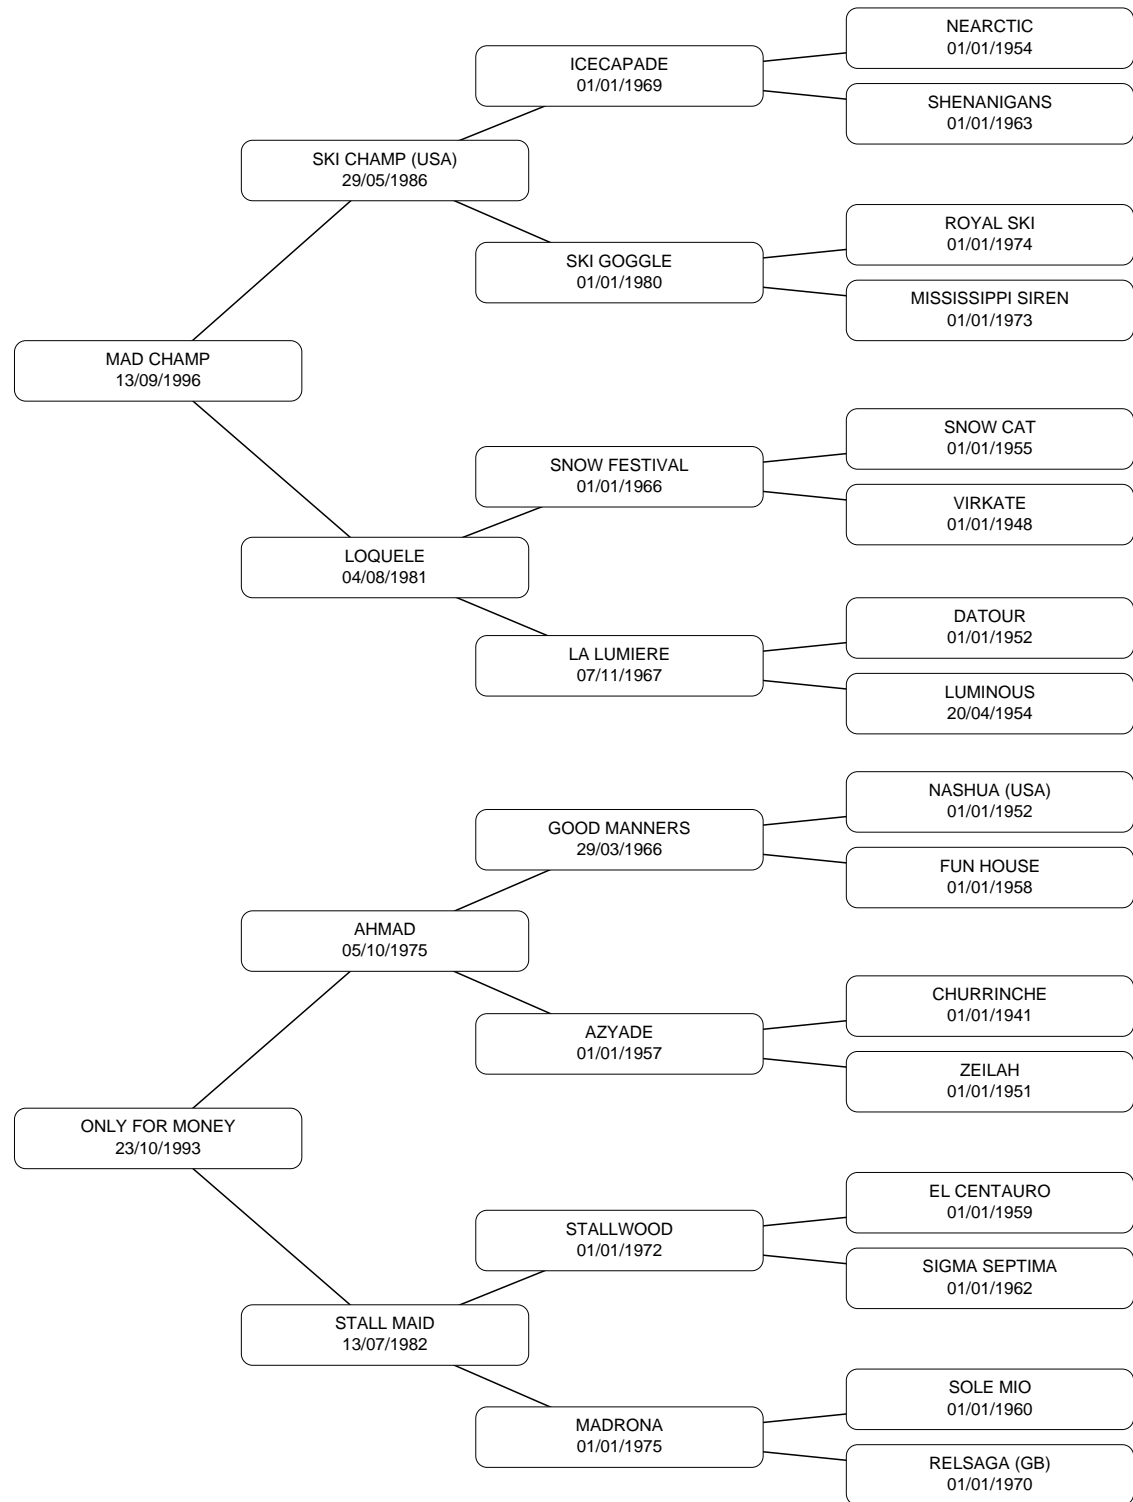 NEARCTIC
01/01/1954
ICECAPADE
01/01/1969
SHENANIGANS
01/01/1963
SKI CHAMP (USA)
29/05/1986
ROYAL SKI
01/01/1974
SKI GOGGLE
01/01/1980
MISSISSIPPI SIREN
01/01/1973
MAD CHAMP
13/09/1996
SNOW CAT
01/01/1955
SNOW FESTIVAL
01/01/1966
VIRKATE
01/01/1948
LOQUELE
04/08/1981
DATOUR
01/01/1952
LA LUMIERE
07/11/1967
LUMINOUS
20/04/1954
NASHUA (USA)
01/01/1952
GOOD MANNERS
29/03/1966
FUN HOUSE
01/01/1958
AHMAD
05/10/1975
CHURRINCHE
01/01/1941
AZYADE
01/01/1957
ZEILAH
01/01/1951
ONLY FOR MONEY
23/10/1993
EL CENTAURO
01/01/1959
STALLWOOD
01/01/1972
SIGMA SEPTIMA
01/01/1962
STALL MAID
13/07/1982
SOLE MIO
01/01/1960
MADRONA
01/01/1975
RELSAGA (GB)
01/01/1970